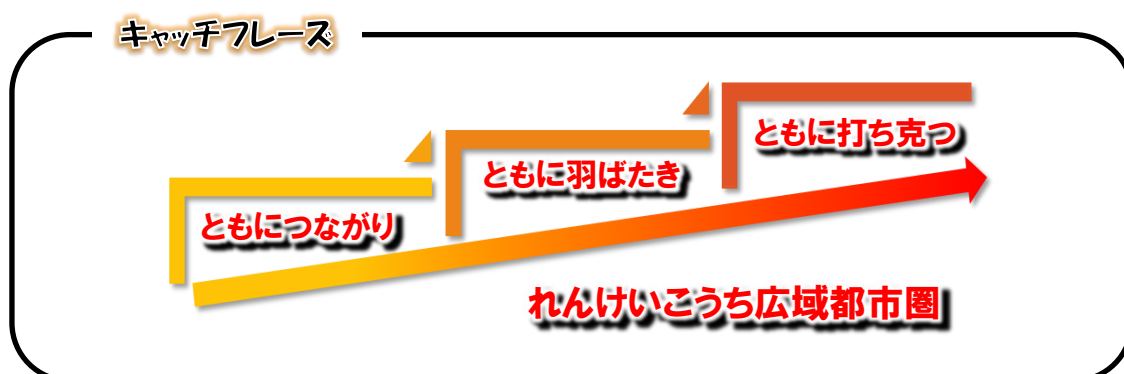 キャッチフレーズ
ともにつながり
ともに羽ばたき
ともに打ち克つ
れんけいこうち広域都市圏